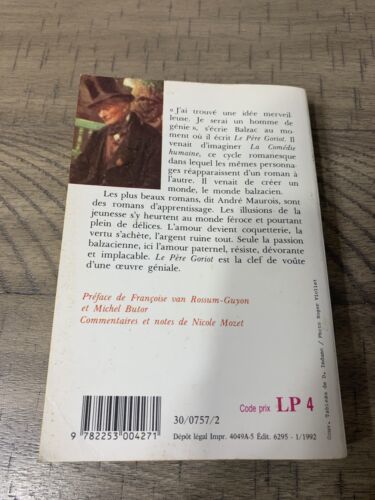 « J'ai trouvé une idée merveil-
leuse. Je serai un homme de
génie », s'écrie Balzac au mo-
ment où il écrit Le Père Goriot. Il
venait d'imaginer La Comédie
humaine, ce cycle romanesque
dans lequel les mêmes personna-
ges réapparaissent d'un roman à
l'autre. Il venait de créer un
monde, le monde balzacien.
Les plus beaux romans, dit André Maurois, sont
des romans d'apprentissage. Les illusions de la
jeunesse s'y heurtent au monde féroce et pourtant
plein de délices. L'amour devient coquetterie, la
vertu s'achète, l'argent ruine tout. Seule la passion
balzacienne, ici l'amour paternel, résiste, dévorante
et implacable. Le Père Goriot est la clef de voûte
d'une œuvre géniale.
Préface de Françoise van Rossum-Guyon
et Michel Butor
Commentaires et notes de Nicole Mozet
Couv. Tableau de D. Indano / Photo Roger Viollet
30/0757/2
Code prix LP 4
9 782253 004271
Dépôt légal Impr. 4049A-5 Édit. 6295 - 1/1992